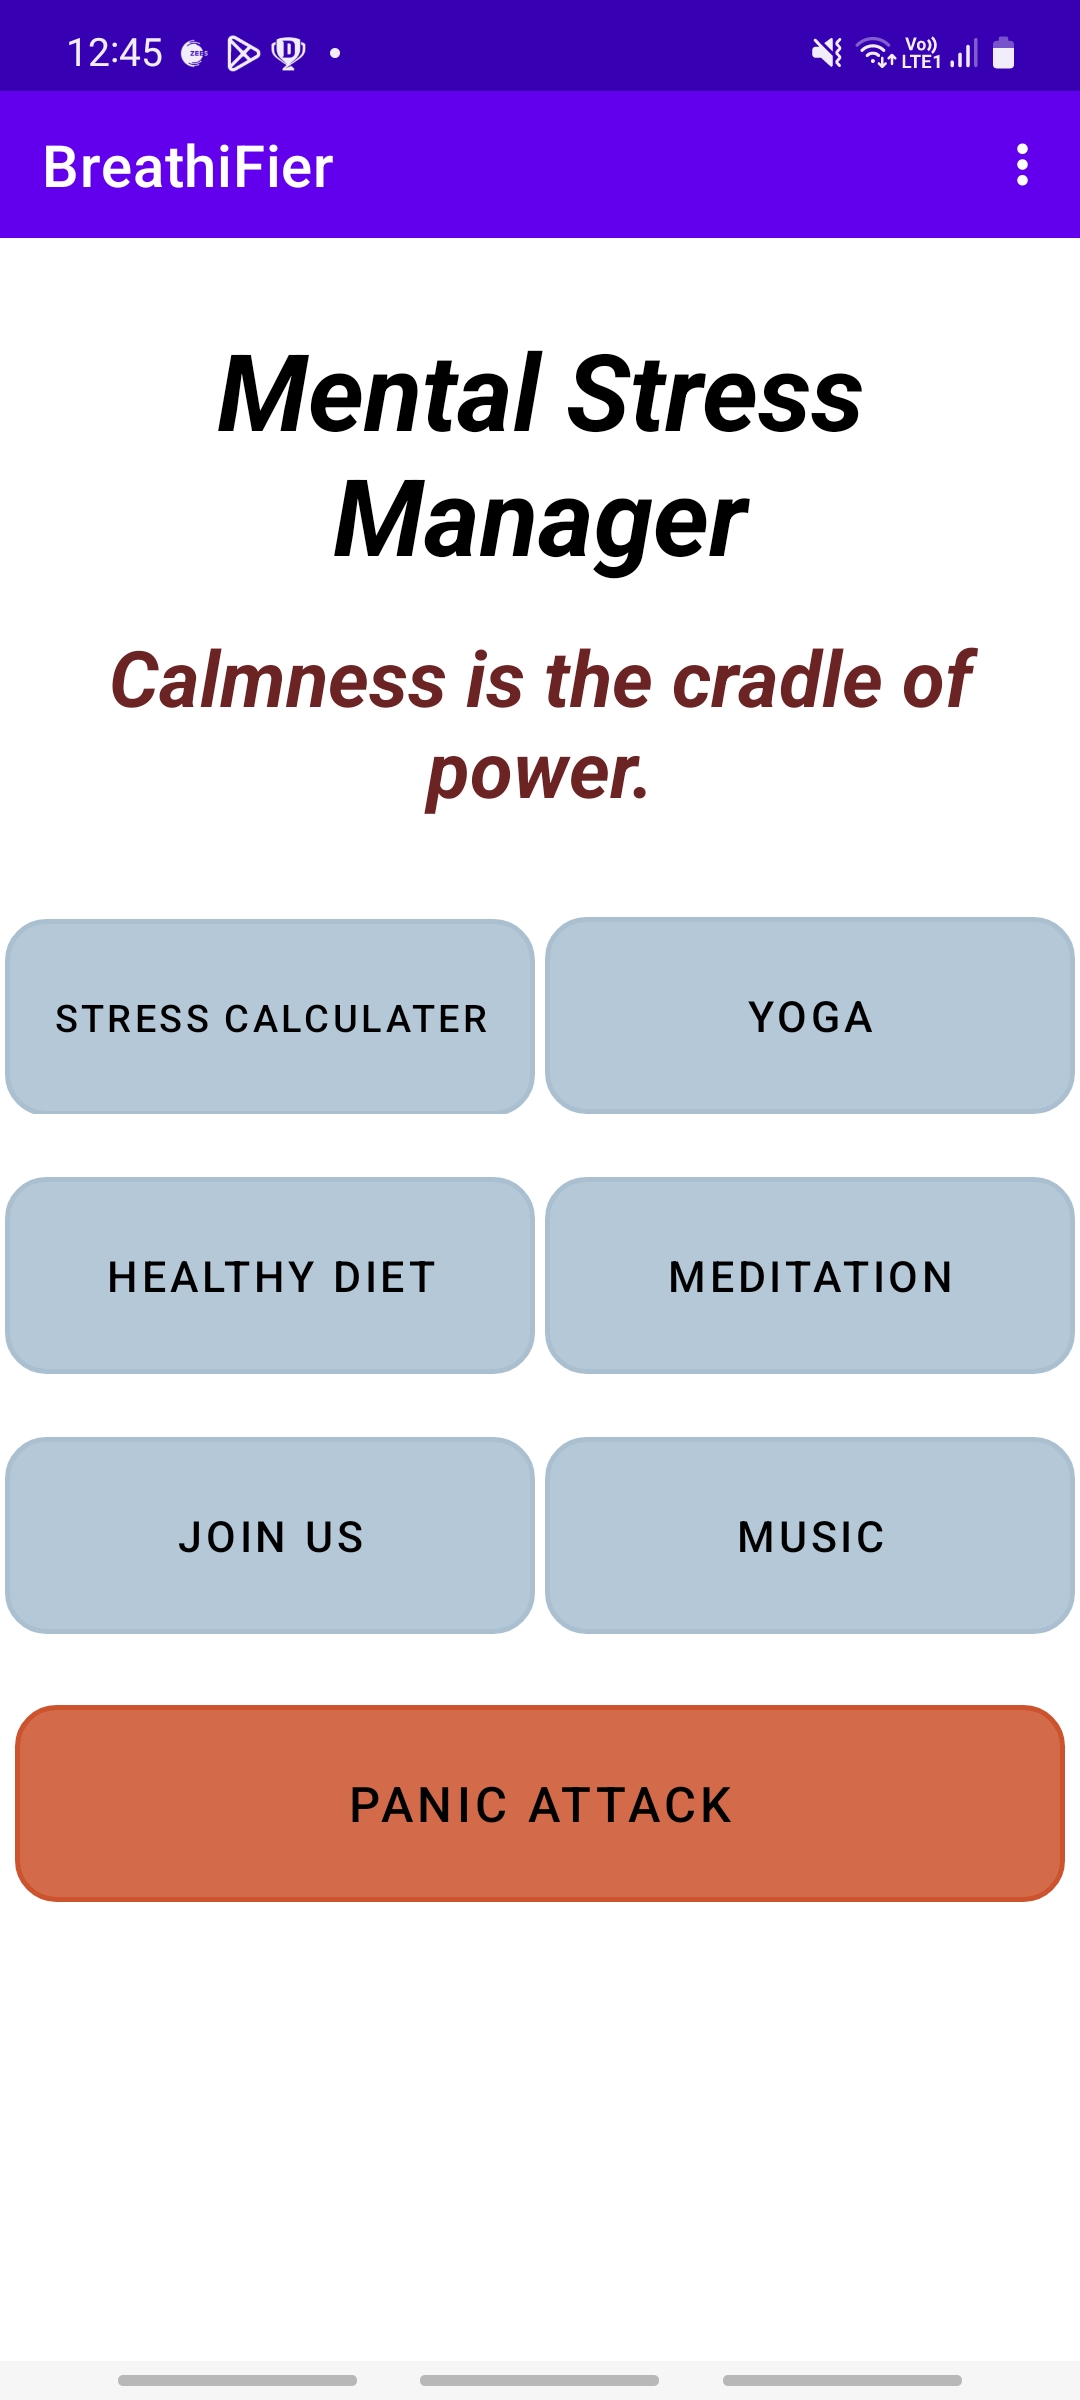 12:45
Vo))
LTE1
BreathiFier
Mental Stress
Manager
Calmness is the cradle of
power.
STRESS CALCULATER
YOGA
HEALTHY DIET
MEDITATION
JOIN US
MUSIC
PANIC ATTACK